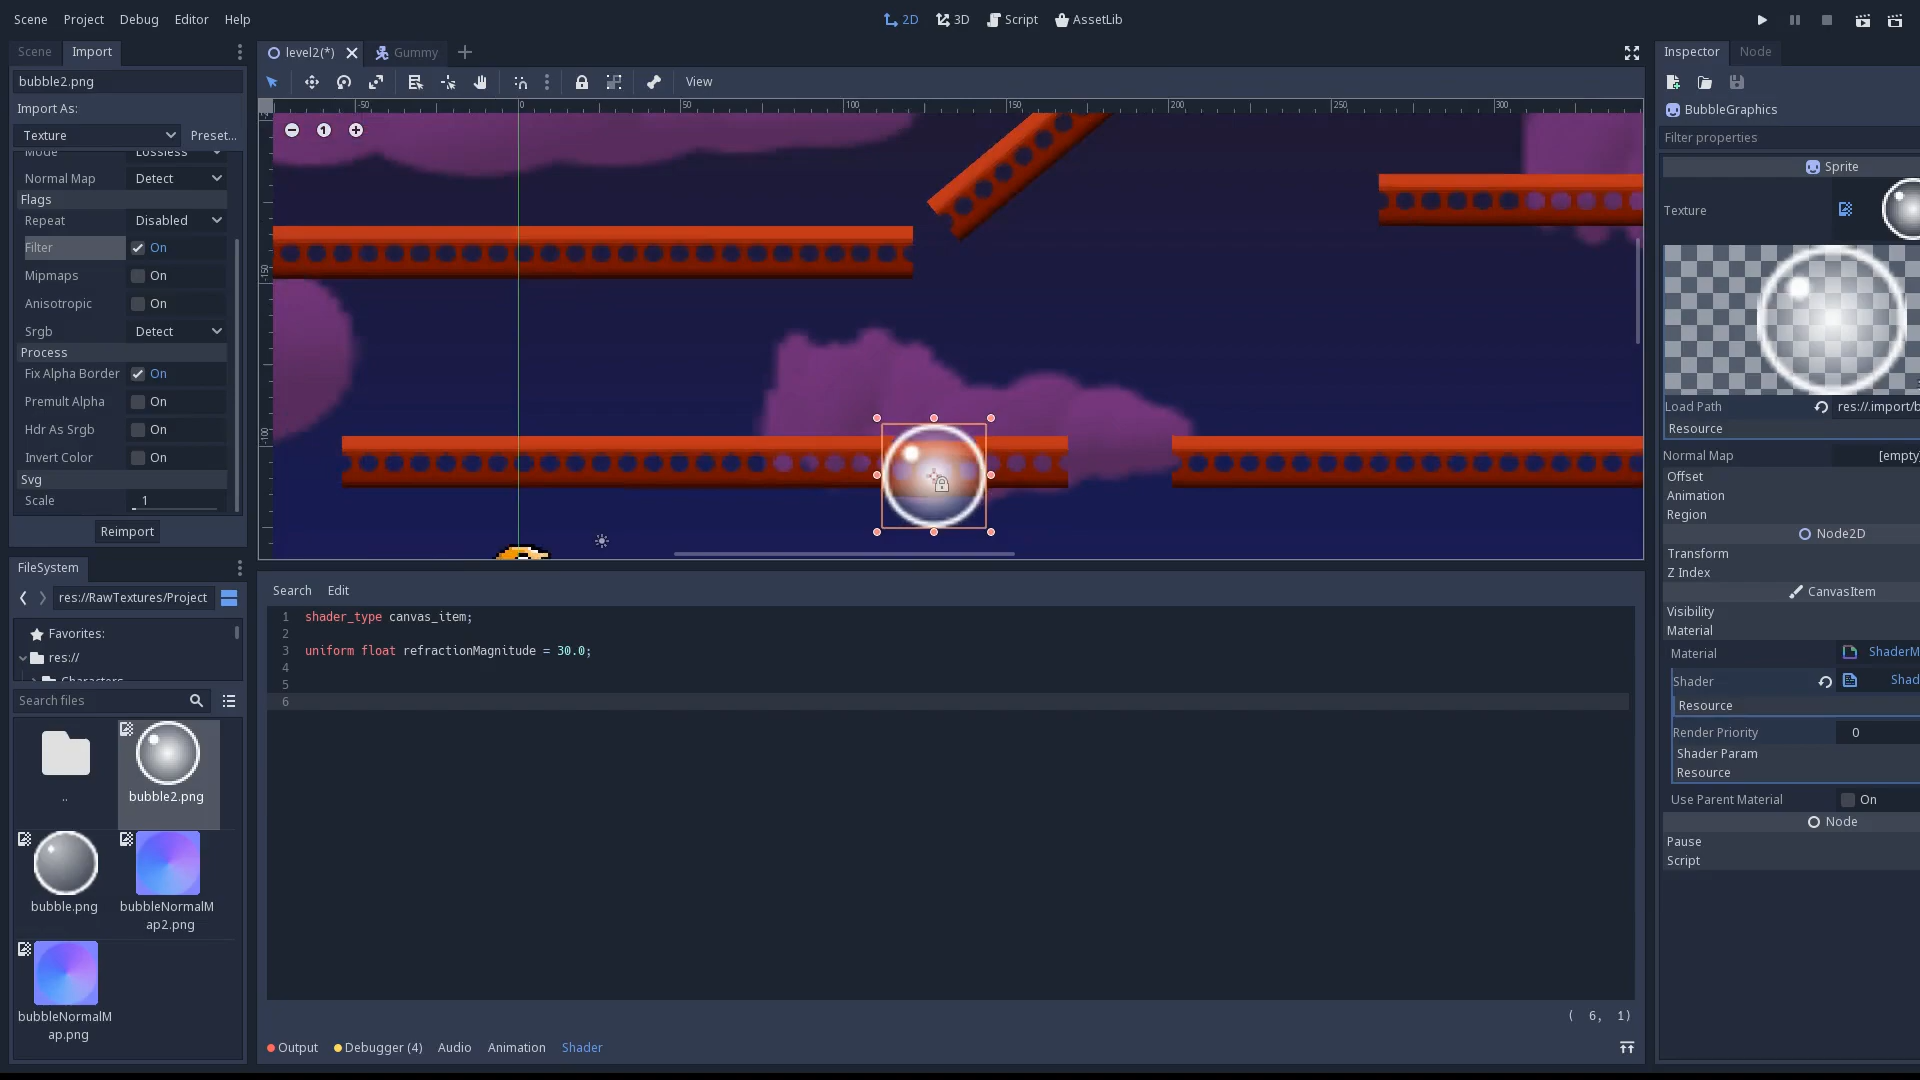 Scene Project Debug Editor Help
2D 3D Script AssetLib
Scene Import
level2(*) Gummy
Inspector Node
bubble2.png
View
Import As:
Texture Preset...
BubbleGraphics
Filter properties
Mode Lossless
Normal Map Detect
Flags
Repeat Disabled
Filter On
Mipmaps On
Anisotropic On
Srgb Detect
Process
Fix Alpha Border On
Premult Alpha On
Hdr As Srgb On
Invert Color On
Svg
Scale 1
Reimport
-50 0 50 100 150 200 250 300
-150
-100
1
Sprite
Texture
Load Path res://.import/b
Resource
Normal Map [empty]
Offset
Animation
Region
Node2D
Transform
Z Index
CanvasItem
Visibility
Material
Material ShaderM
Shader Shad
Resource
Render Priority 0
Shader Param
Resource
Use Parent Material On
Node
Pause
Script
FileSystem
res://RawTextures/Project
Favorites:
res://
Characters
Search files
..
bubble2.png
bubble.png
bubbleNormalM
ap2.png
bubbleNormalM
ap.png
Search Edit
1 shader_type canvas_item;
2
3 uniform float refractionMagnitude = 30.0;
4
5
6
( 6, 1)
Output Debugger (4) Audio Animation Shader